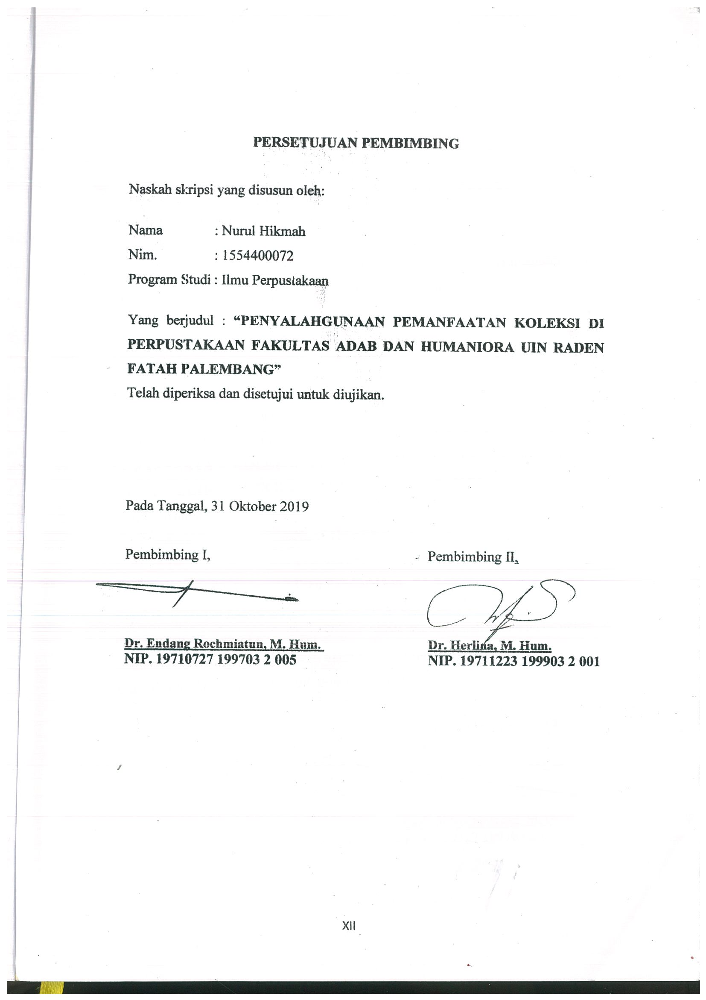 PERSETUJUAN PEMBIMBING
Naskah skripsi yang disusun oleh:
Nama : Nurul Hikmah
Nim. : 1554400072
Program Studi : Ilmu Perpustakaan
Yang berjudul : “PENYALAHGUNAAN PEMANFAATAN KOLEKSI DI
PERPUSTAKAAN FAKULTAS ADAB DAN HUMANIORA UIN RADEN
FATAH PALEMBANG”
Telah diperiksa dan disetujui untuk diujikan.
Pada Tanggal, 31 Oktober 2019
Pembimbing I,
Pembimbing II,
Dr. Endang Rochmiatun, M. Hum.
NIP. 19710727 199703 2 005
Dr. Herlina, M. Hum.
NIP. 19711223 199903 2 001
XII